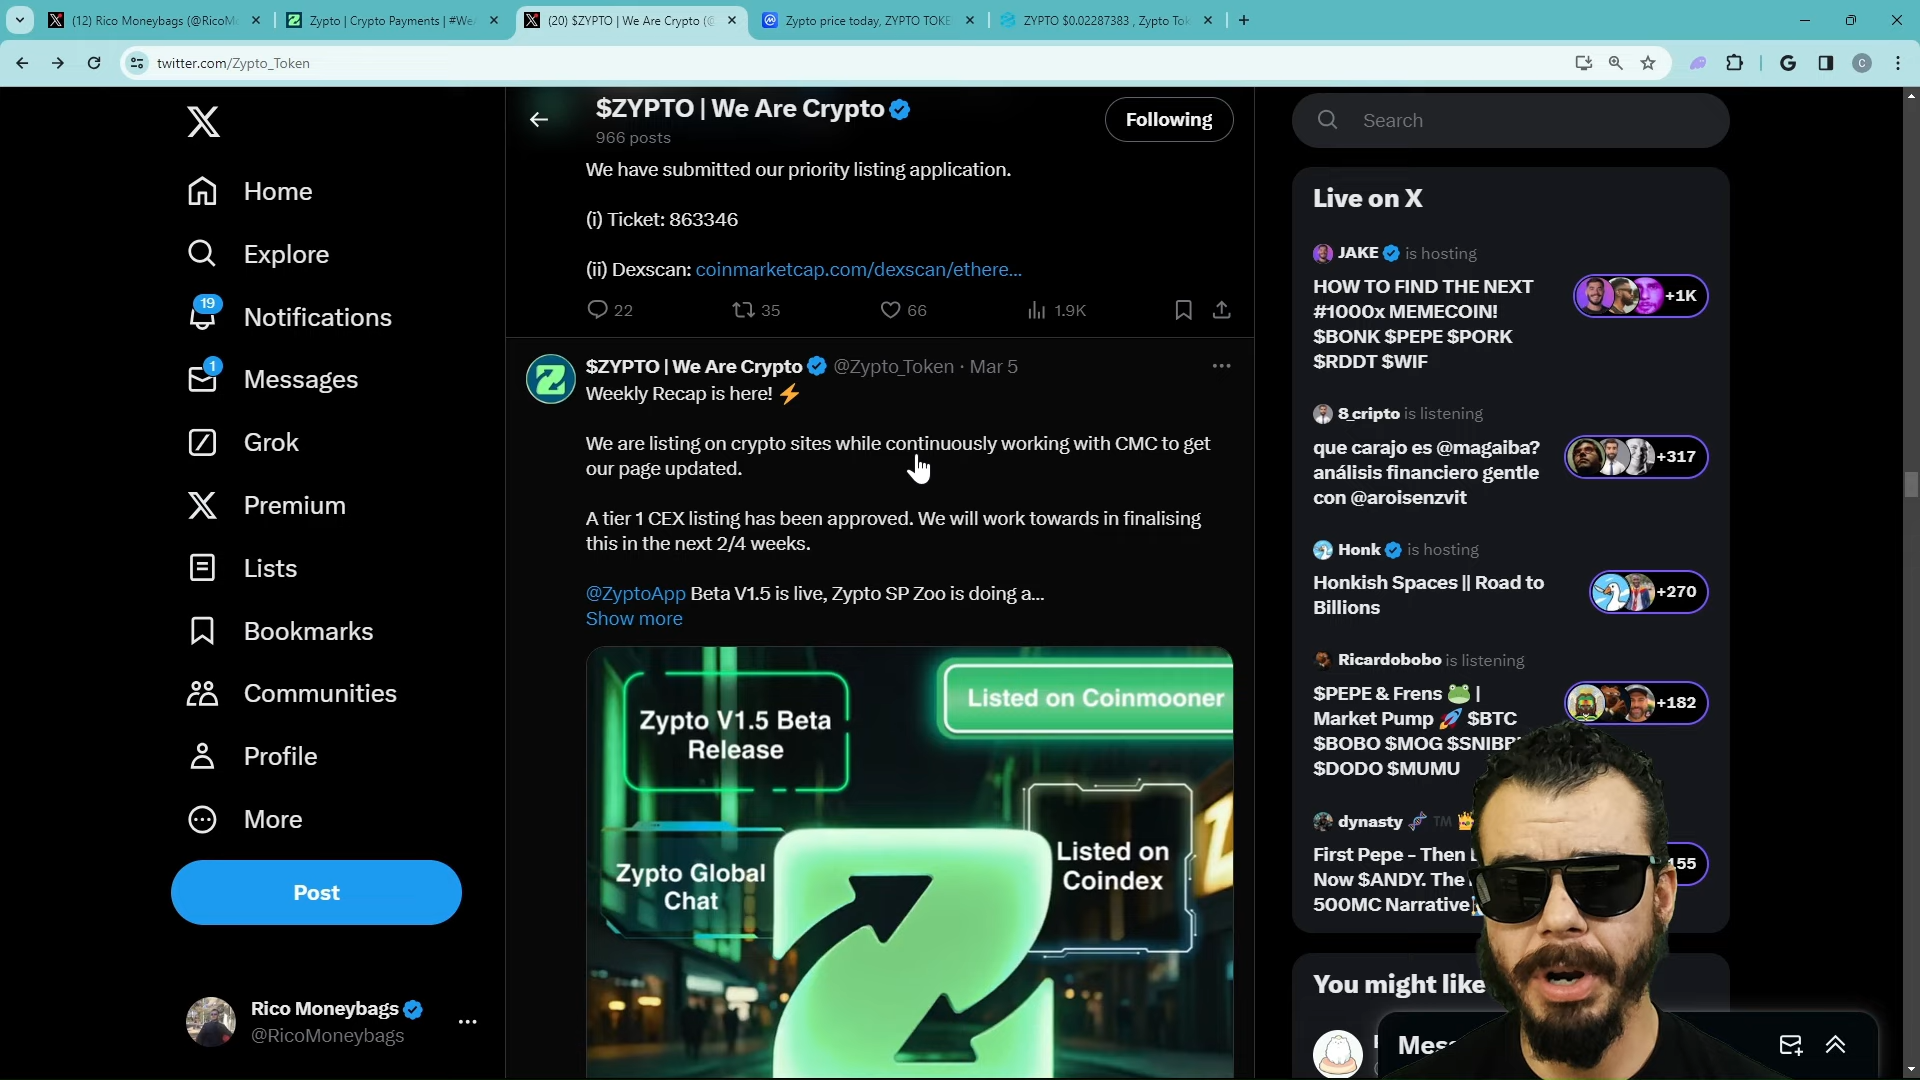 (12) Rico Moneybags (@RicoM
Zypto | Crypto Payments | #We
(20) $ZYPTO | We Are Crypto (@
Zypto price today, ZYPTO TOKE
ZYPTO $0.02287383 , Zypto Tok
twitter.com/Zypto_Token
C
Home
Explore
19
Notifications
1
Messages
Grok
Premium
Lists
Bookmarks
Communities
Profile
More
Post
Rico Moneybags
@RicoMoneybags
$ZYPTO | We Are Crypto
966 posts
Following
We have submitted our priority listing application.
(i) Ticket: 863346
(ii) Dexscan: coinmarketcap.com/dexscan/ethere...
22 35 66 1.9K
$ZYPTO | We Are Crypto @Zypto_Token · Mar 5
Weekly Recap is here! ⚡
We are listing on crypto sites while continuously working with CMC to get
our page updated.
A tier 1 CEX listing has been approved. We will work towards in finalising
this in the next 2/4 weeks.
@ZyptoApp Beta V1.5 is live, Zypto SP Zoo is doing a...
Show more
Zypto V1.5 Beta
Release
Listed on Coinmooner
Zypto Global
Chat
Listed on
Coindex
Search
Live on X
JAKE is hosting
HOW TO FIND THE NEXT
#1000x MEMECOIN!
$BONK $PEPE $PORK
$RDDT $WIF
+1K
8_cripto is listening
que carajo es @magaiba?
análisis financiero gentle
con @aroisenzvit
+317
Honk is hosting
Honkish Spaces || Road to
Billions
+270
Ricardobobo is listening
$PEPE & Frens 🐸 |
Market Pump 🚀 $BTC
$BOBO $MOG $SNIBB
$DODO $MUMU
+182
dynasty 🧬 TM 👑
First Pepe - Then
Now $ANDY. The
500MC Narrative
155
You might like
Mes